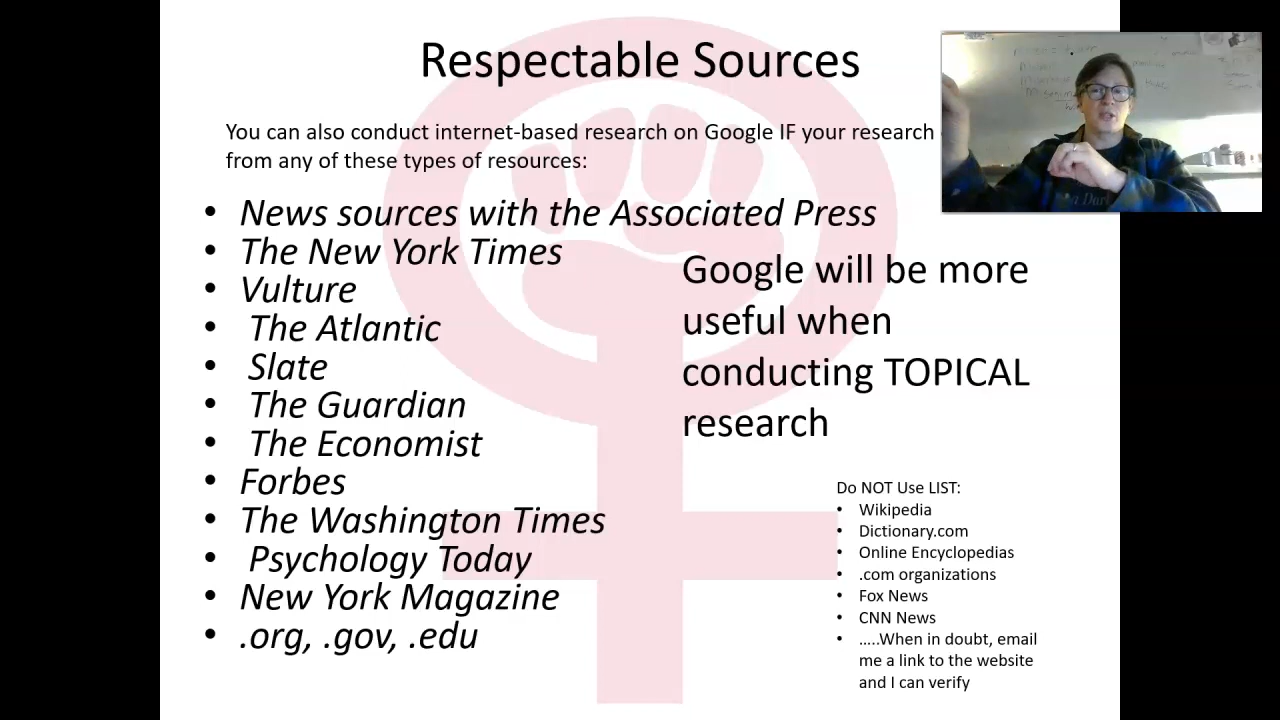 Respectable Sources
You can also conduct internet-based research on Google IF your research
from any of these types of resources:
• News sources with the Associated Press
• The New York Times
• Vulture
• The Atlantic
• Slate
• The Guardian
• The Economist
• Forbes
• The Washington Times
• Psychology Today
• New York Magazine
• .org, .gov, .edu
Google will be more
useful when
conducting TOPICAL
research
Do NOT Use LIST:
• Wikipedia
• Dictionary.com
• Online Encyclopedias
• .com organizations
• Fox News
• CNN News
• .....When in doubt, email
me a link to the website
and I can verify